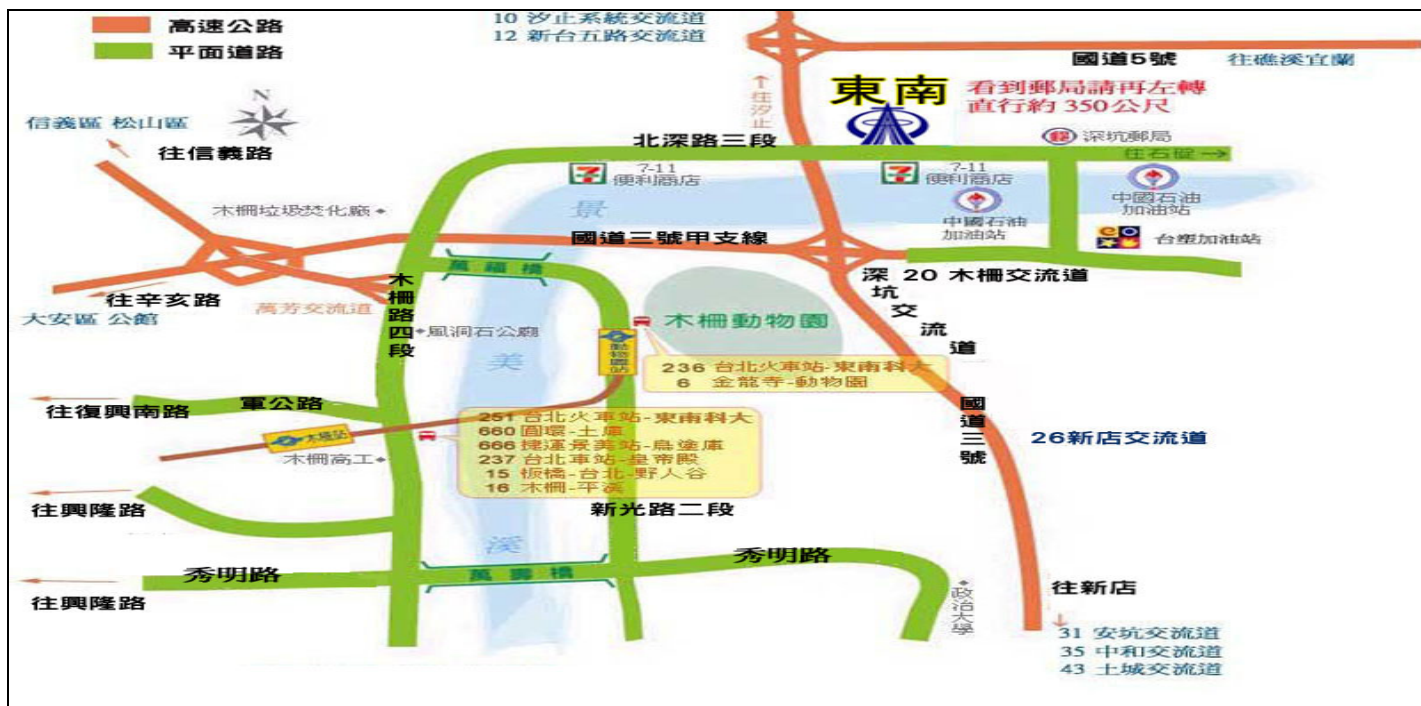 高速公路
平面道路
10 汐止系統交流道
12 新台五路交流道
國道5號
往礁溪宜蘭
N
信義區 松山區
往信義路
↑往汐止
東南
看到郵局請再左轉
直行約 350公尺
北深路三段
深坑郵局
往石碇→
7-11
便利商店
7-11
便利商店
中國石油
加油站
中國石油
加油站
台塑加油站
木柵垃圾焚化廠
景
美
溪
國道三號甲支線
深坑交流道
20 木柵交流道
往辛亥路
大安區 公館
萬芳交流道
木柵路四段
萬福橋
風洞石公廟
木柵動物園
動物園站
236 台北火車站-東南科大
6 金龍寺-動物園
往復興南路
軍公路
木柵站
木柵高工
251 台北火車站-東南科大
660 圓環-土庫
666 捷運景美站-烏塗庫
237 台北車站-皇帝殿
15 板橋-台北-野人谷
16 木柵-平溪
國道三號
26新店交流道
往興隆路
新光路二段
秀明路
萬壽橋
秀明路
往興隆路
政治大學
往新店
31 安坑交流道
35 中和交流道
43 土城交流道